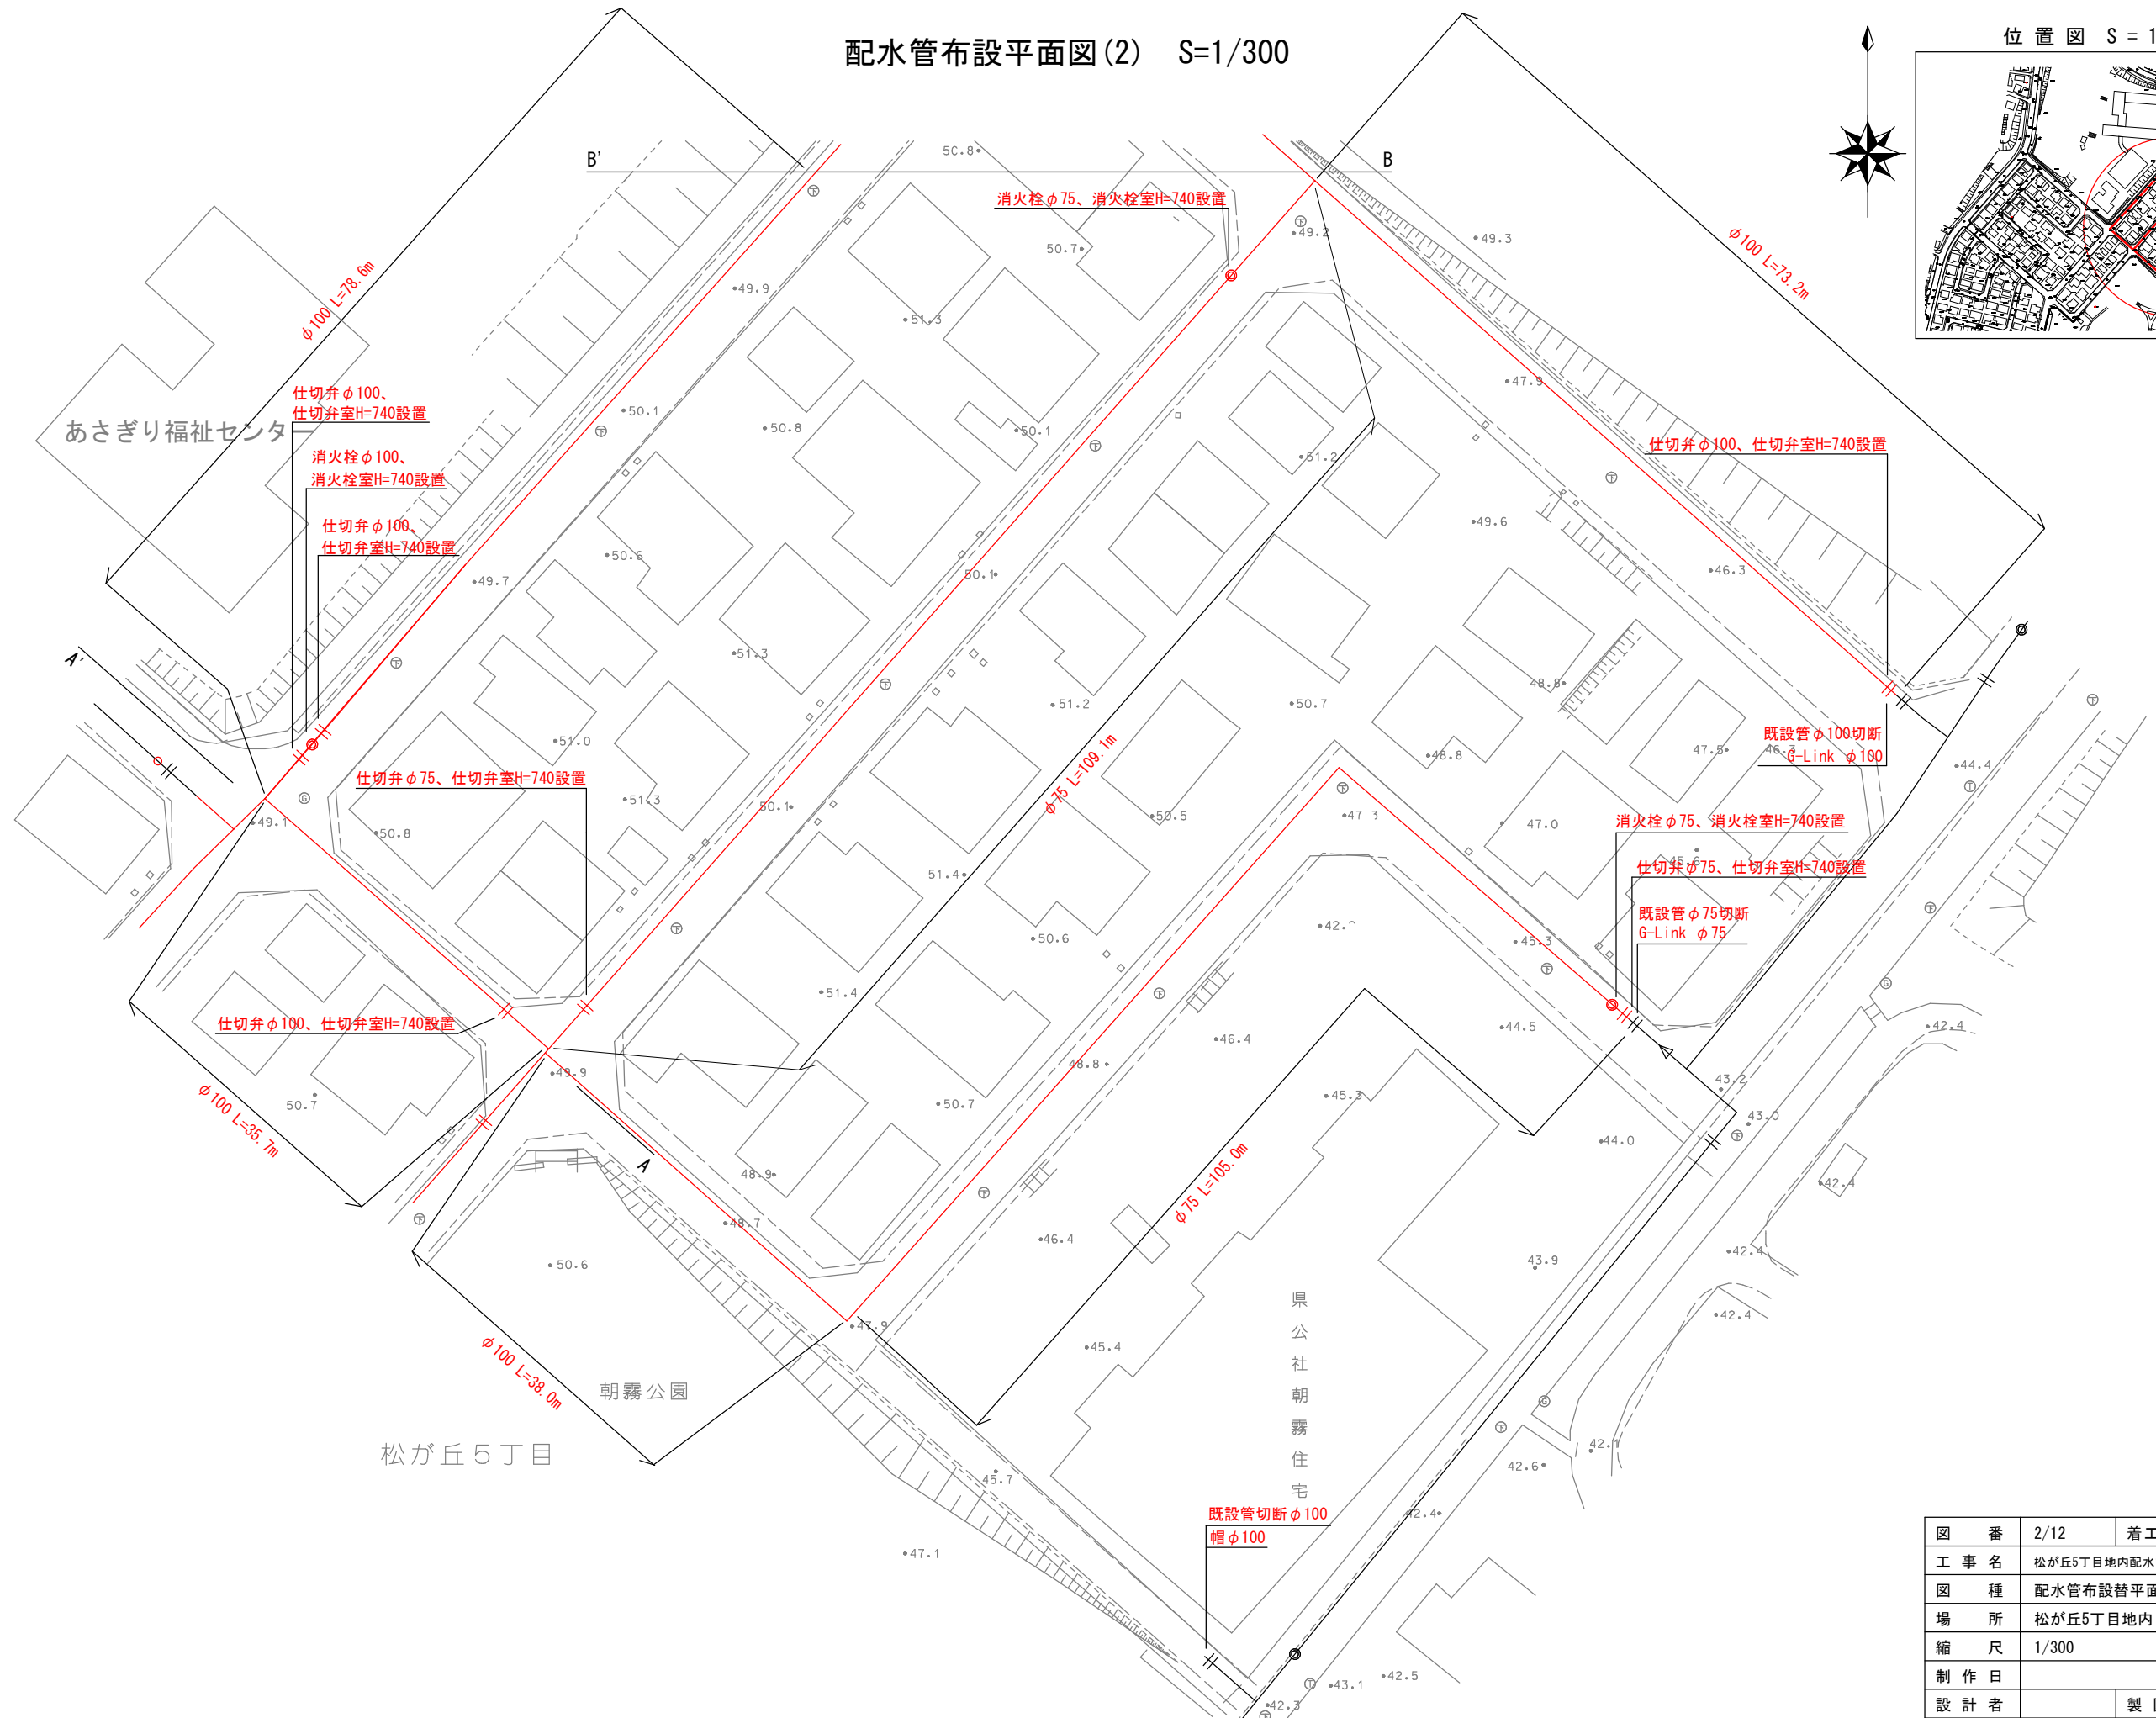 配水管布設平面図(2) S=1/300
位置図 S = 1
B'
B
50.8
消火栓φ75、消火栓室H=740設置
49.2
49.3
50.7
φ100 L=73.2m
φ100 L=78.6m
49.9
51.3
47.9
仕切弁φ100、
仕切弁室H=740設置
50.1
あさぎり福祉センター
50.8
50.1
51.2
仕切弁φ100、仕切弁室H=740設置
消火栓φ100、
消火栓室H=740設置
49.6
仕切弁φ100、
仕切弁室H=740設置
50.6
49.7
50.1
46.3
A'
51.3
48.8
51.2
50.7
51.0
47.5
46.3
既設管φ100切断
G-Link φ100
48.8
φ75 L=109.1m
44.4
仕切弁φ75、仕切弁室H=740設置
51.3
50.1
50.5
47.3
47.0
消火栓φ75、消火栓室H=740設置
49.1
50.8
45.6
仕切弁φ75、仕切弁室H=740設置
51.4
既設管φ75切断
G-Link φ75
42.
50.6
45.3
51.4
仕切弁φ100、仕切弁室H=740設置
44.5
42.4
46.4
48.8
49.9
43.2
50.7
φ100 L=35.7m
50.7
45.3
43.0
44.0
A
48.9
φ75 L=105.0m
42.4
48.7
46.4
42.4
50.6
43.9
県公社朝霧住宅
42.4
47.9
45.4
φ100 L=38.0m
朝霧公園
松が丘5丁目
42.1
42.6
45.7
既設管切断φ100
帽φ100
42.4
47.1
42.5
43.1
42.3
図番 2/12 着工
工事名 松が丘5丁目地内配水
図種 配水管布設替平面
場所 松が丘5丁目地内
縮尺 1/300
制作日
設計者 製